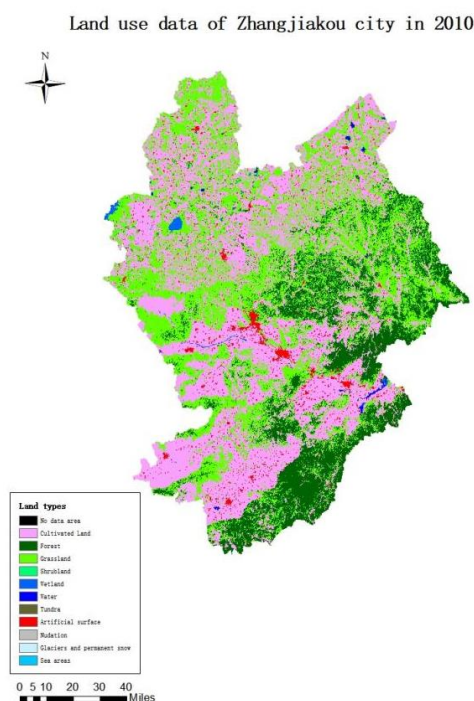 Land use data of Zhangjiakou city in 2010
N
Land types
No data area
Cultivated Land
Forest
Grassland
Shrubland
Wetland
Water
Tundra
Artificial surface
Nudation
Glaciers and permanent snow
Sea areas
0 5 10 20 30 40
Miles